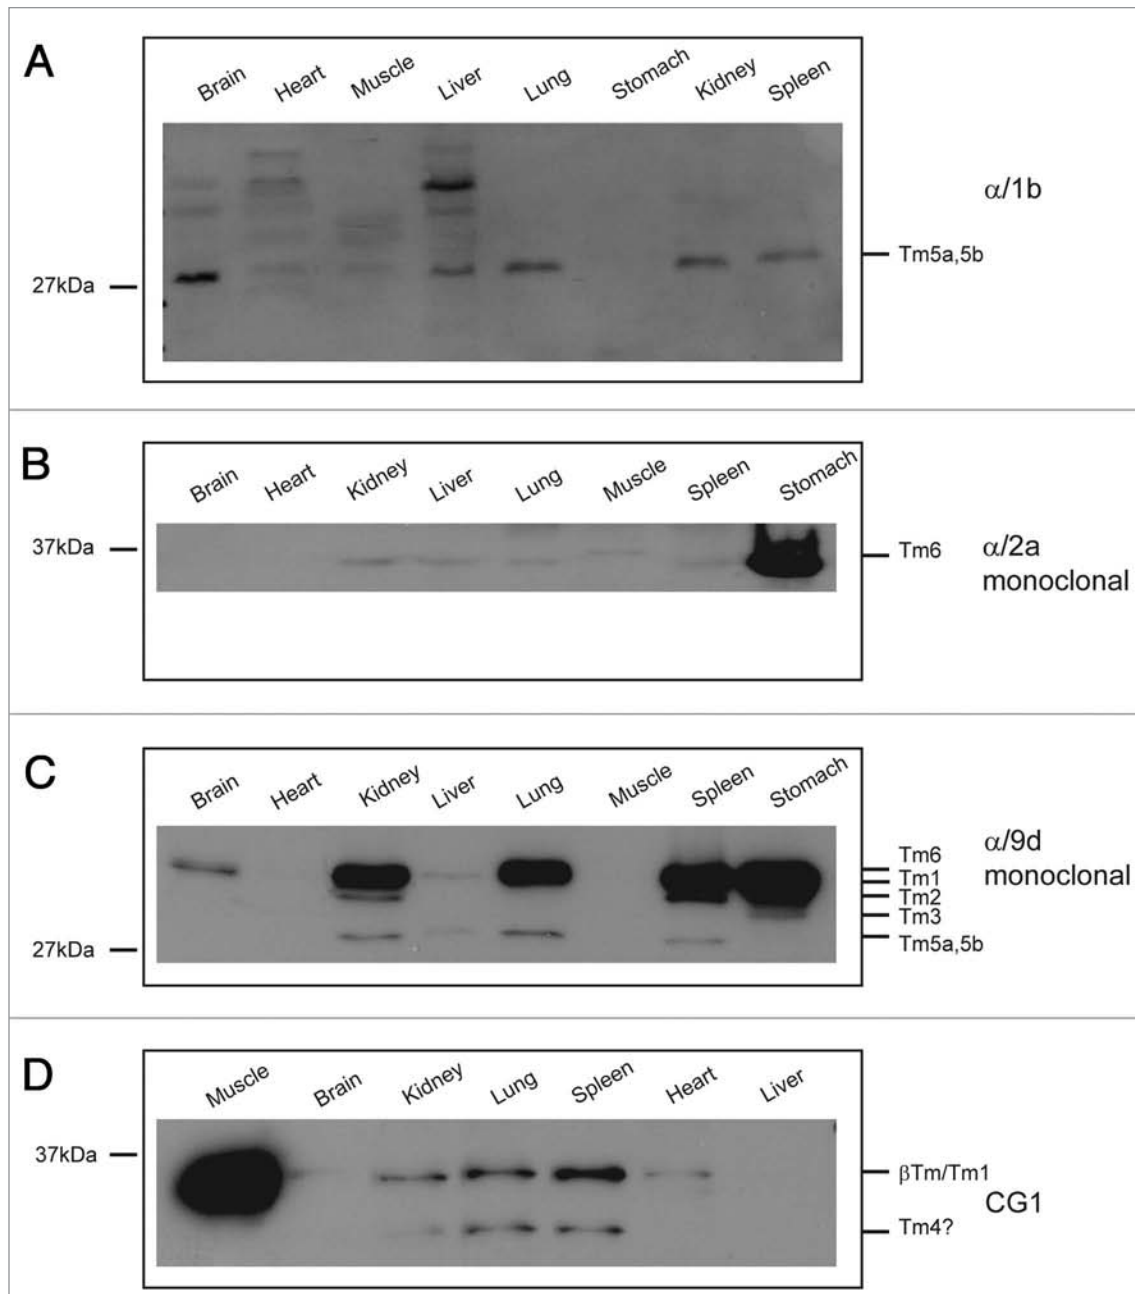 A
Brain Heart Muscle Liver Lung Stomach Kidney Spleen
α/1b
Tm5a,5b
27kDa
B
Brain Heart Kidney Liver Lung Muscle Spleen Stomach
37kDa
Tm6
α/2a
monoclonal
C
Brain Heart Kidney Liver Lung Muscle Spleen Stomach
α/9d
monoclonal
Tm6
Tm1
Tm2
Tm3
Tm5a,5b
27kDa
D
Muscle Brain Kidney Lung Spleen Heart Liver
37kDa
βTm/Tm1
CG1
Tm4?